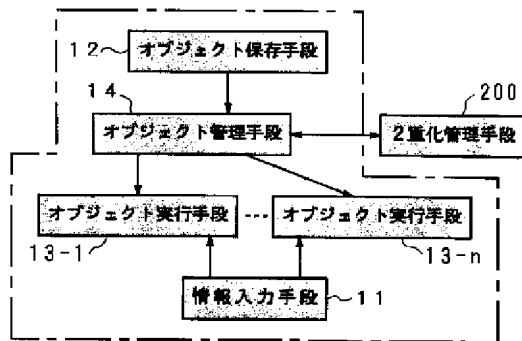 12
オブジェクト保存手段
14
オブジェクト管理手段
200
2重化管理手段
オブジェクト実行手段
オブジェクト実行手段
13-1
13-n
情報入力手段
11